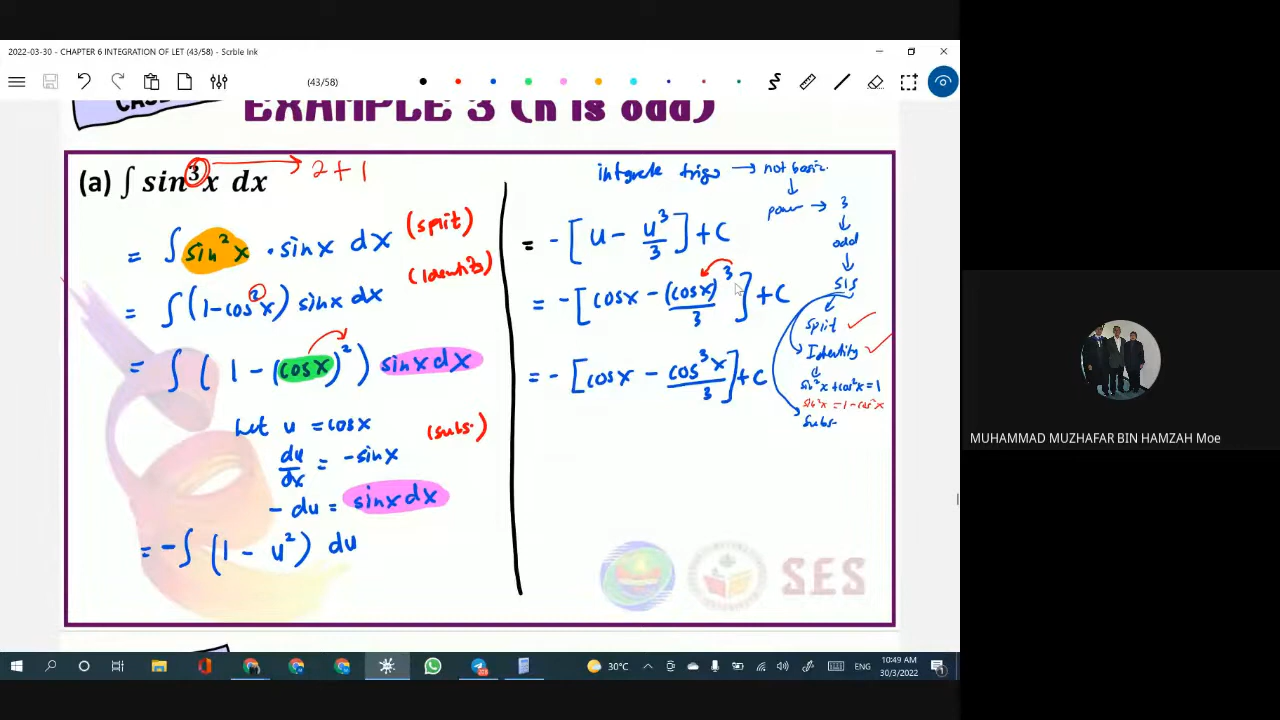 2022-03-30 - CHAPTER 6 INTEGRATION OF LET (43/58) - Scrble Ink
(43/58)
EXAMPLE 3 (n is odd)
(a) ∫ sin³x dx → 2 + 1
= ∫ sin²x · sinx dx (split)
(Identity)
= ∫ (1-cos²x) sinx dx
= ∫ (1 - (cosx)²) sinx dx
Let u = cosx (subs.)
du/dx = -sinx
- du = sinx dx
= -∫ (1 - u²) du
= -[u - u³/3] + C
= -[cosx - (cosx)³/3] + C
= -[cosx - cos³x/3] + C
integrate trigo → not basic.
power → 3
odd
SIS
split ✓
Identity ✓
sin²x + cos²x = 1
sin²x = 1 - cos²x
Subs-
SES
MUHAMMAD MUZHAFAR BIN HAMZAH Moe
30°C
ENG
10:49 AM
30/3/2022